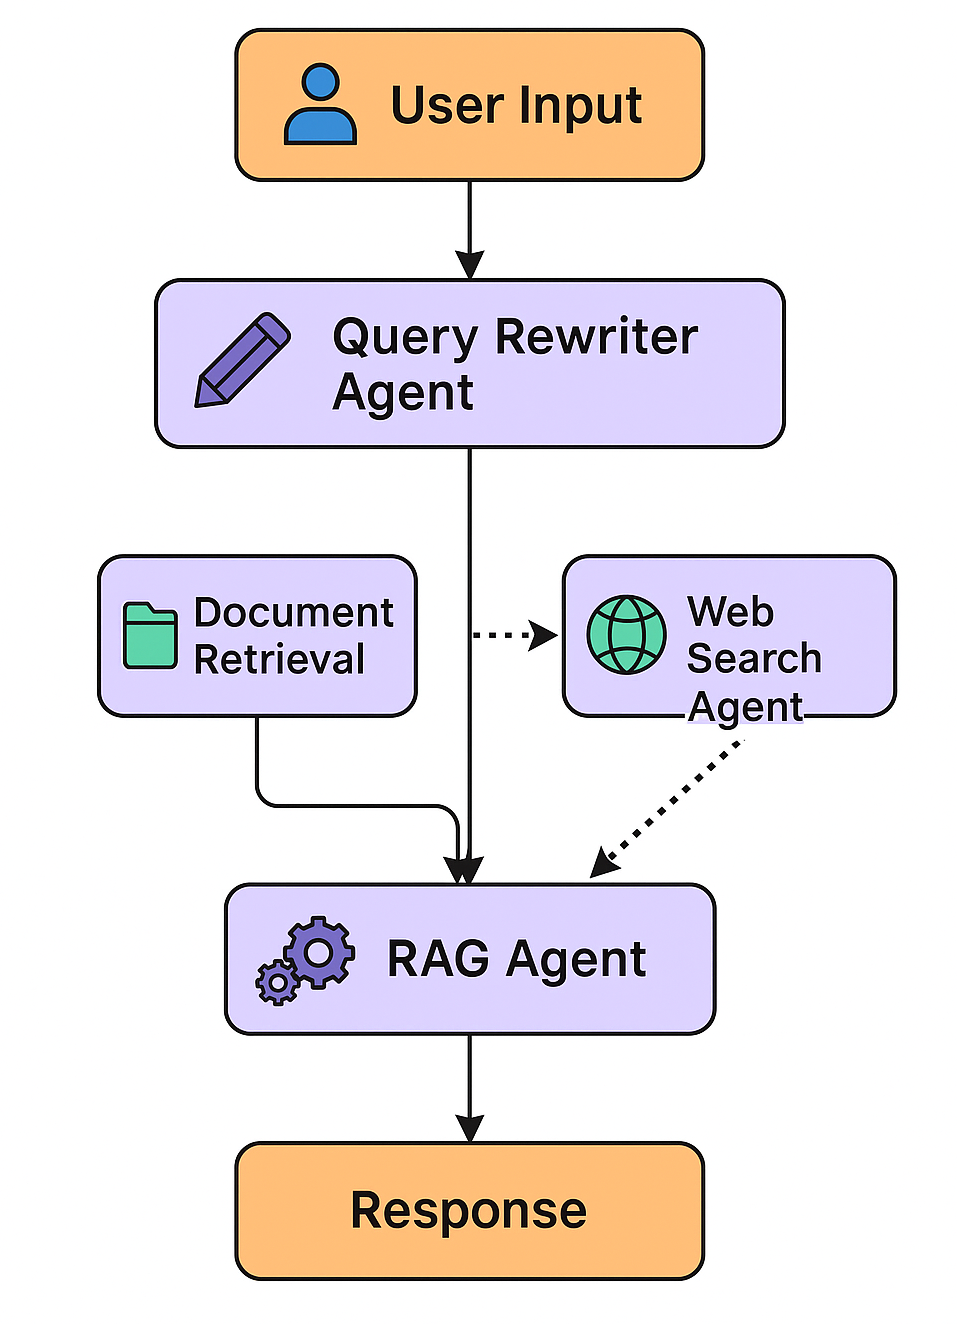 User Input
Query Rewriter
Agent
Document
Retrieval
Web
Search
Agent
RAG Agent
Response